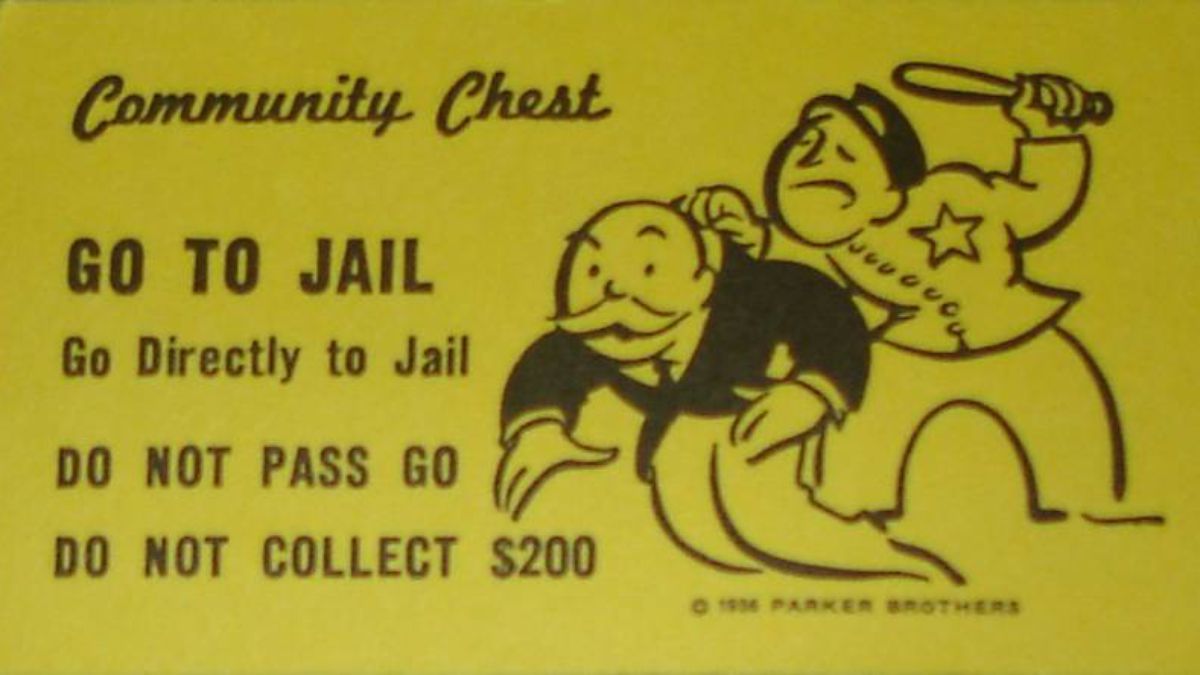 Community Chest
GO TO JAIL
Go Directly to Jail
DO NOT PASS GO
DO NOT COLLECT $200
© 1936 PARKER BROTHERS